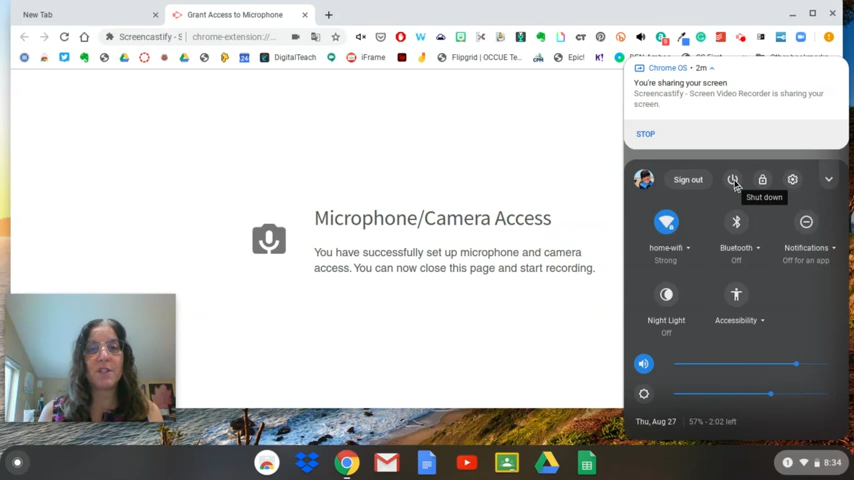 New Tab
Grant Access to Microphone
Screencastify - S
chrome-extension://...
DigitalTeach
iFrame
Flipgrid | OCCUE Te...
Epic!
Chrome OS • 2m
You're sharing your screen
Screencastify - Screen Video Recorder is sharing your
screen.
STOP
Sign out
Shut down
Microphone/Camera Access
You have successfully set up microphone and camera
access. You can now close this page and start recording.
home-wifi
Strong
Bluetooth
Off
Notifications
Off for an app
Night Light
Off
Accessibility
Thu, Aug 27
57% - 2:02 left
1
8:34